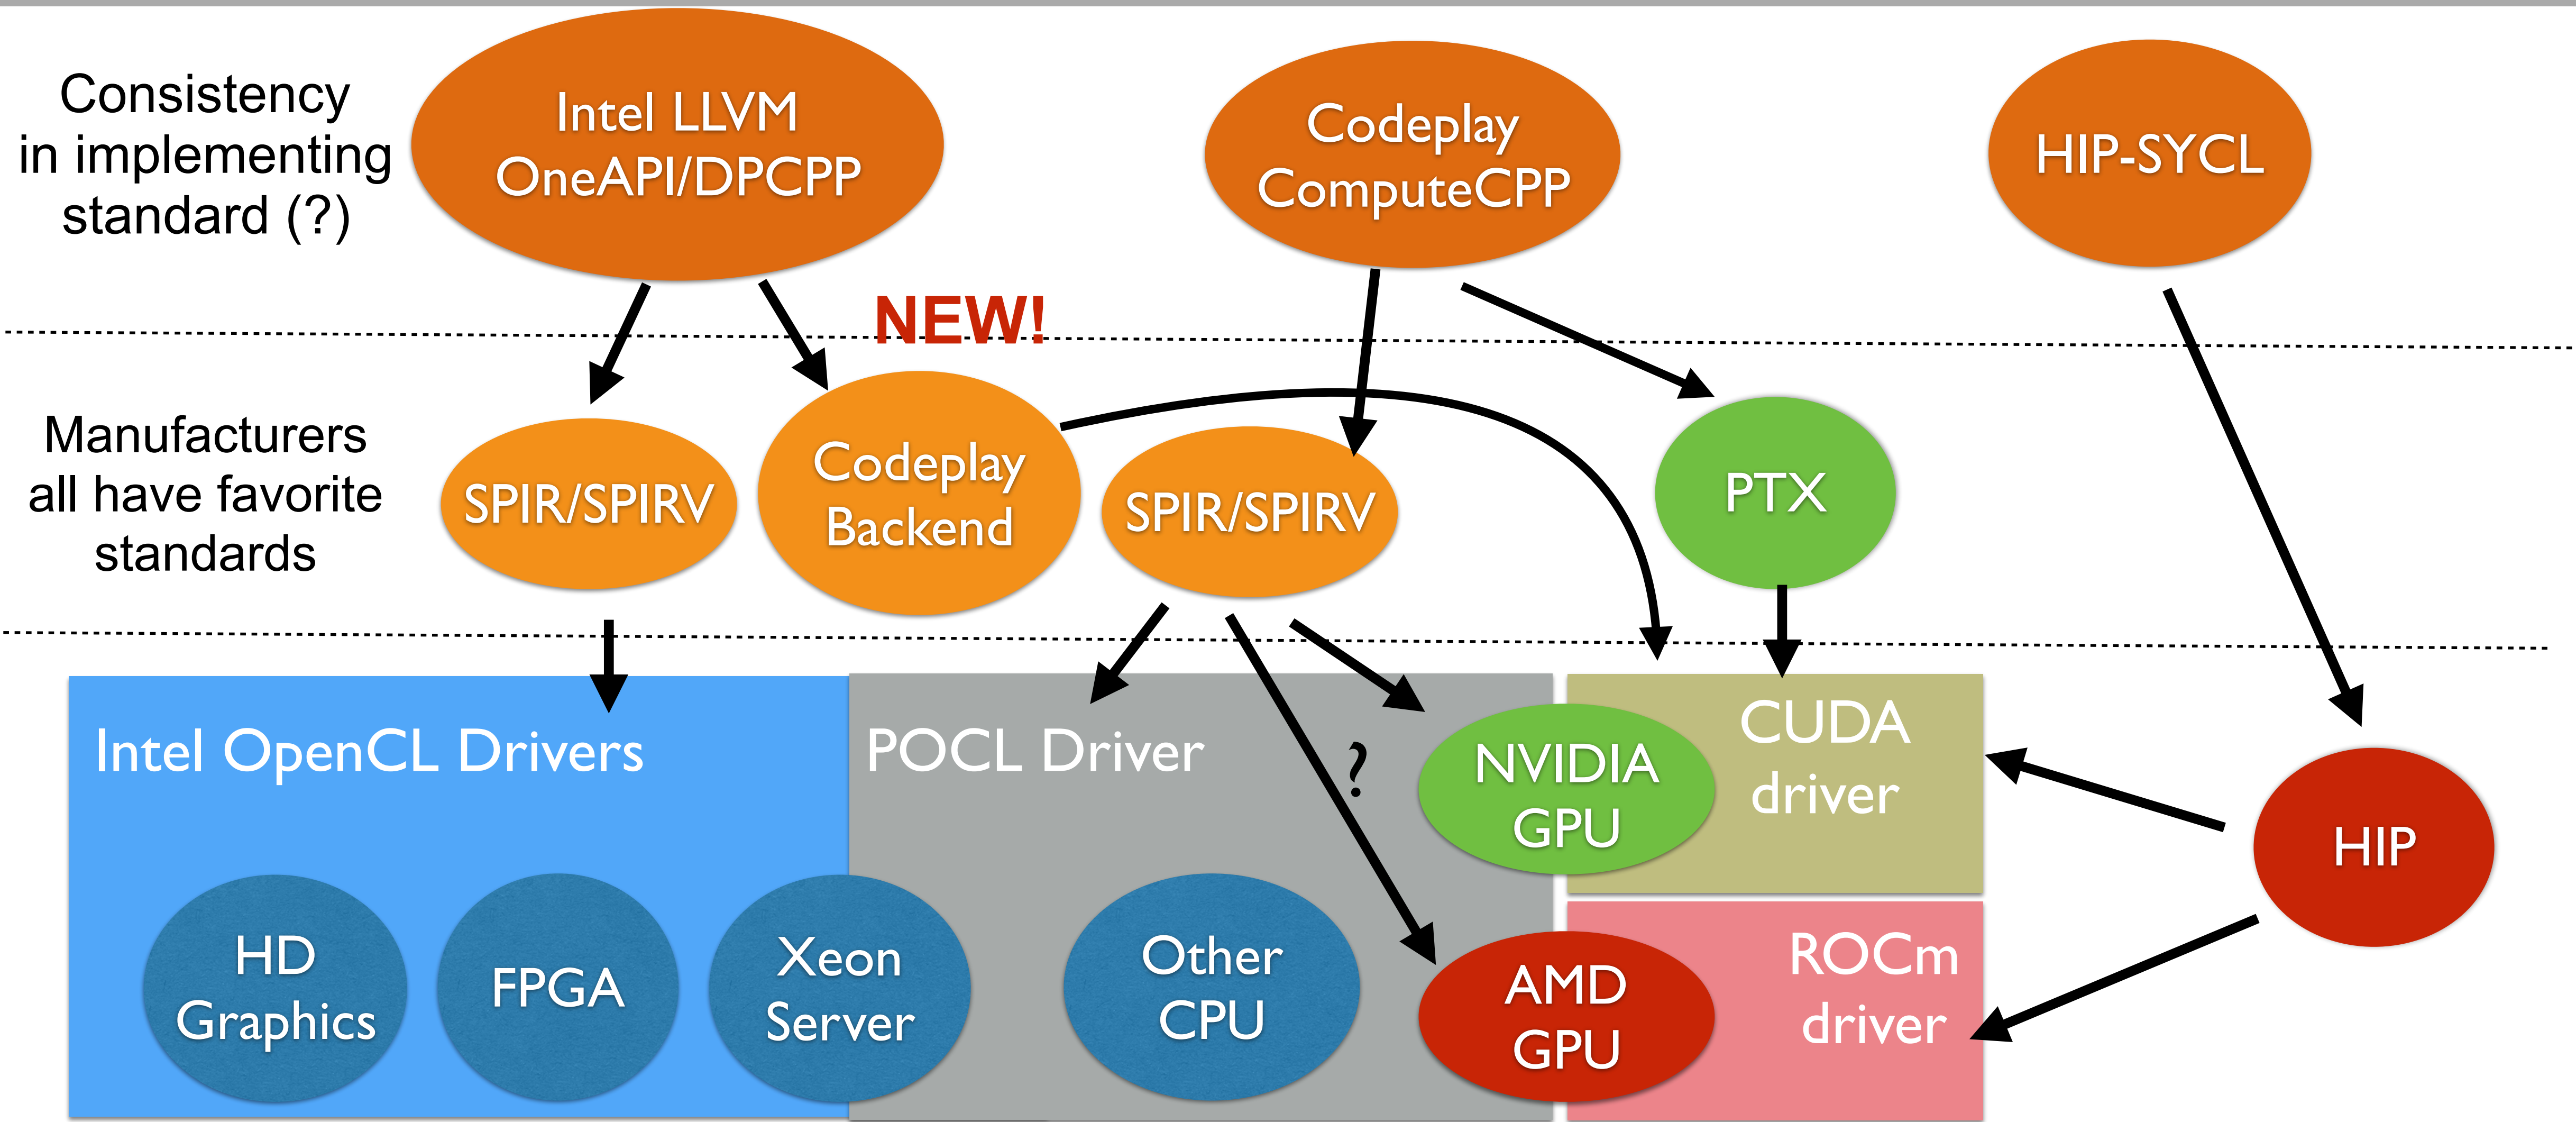 Consistency
in implementing
standard (?)
Intel LLVM
OneAPI/DPCPP
Codeplay
ComputeCPP
HIP-SYCL
NEW!
Manufacturers
all have favorite
standards
SPIR/SPIRV
Codeplay
Backend
SPIR/SPIRV
PTX
Intel OpenCL Drivers
POCL Driver
?
NVIDIA
GPU
CUDA
driver
HIP
HD
Graphics
FPGA
Xeon
Server
Other
CPU
AMD
GPU
ROCm
driver